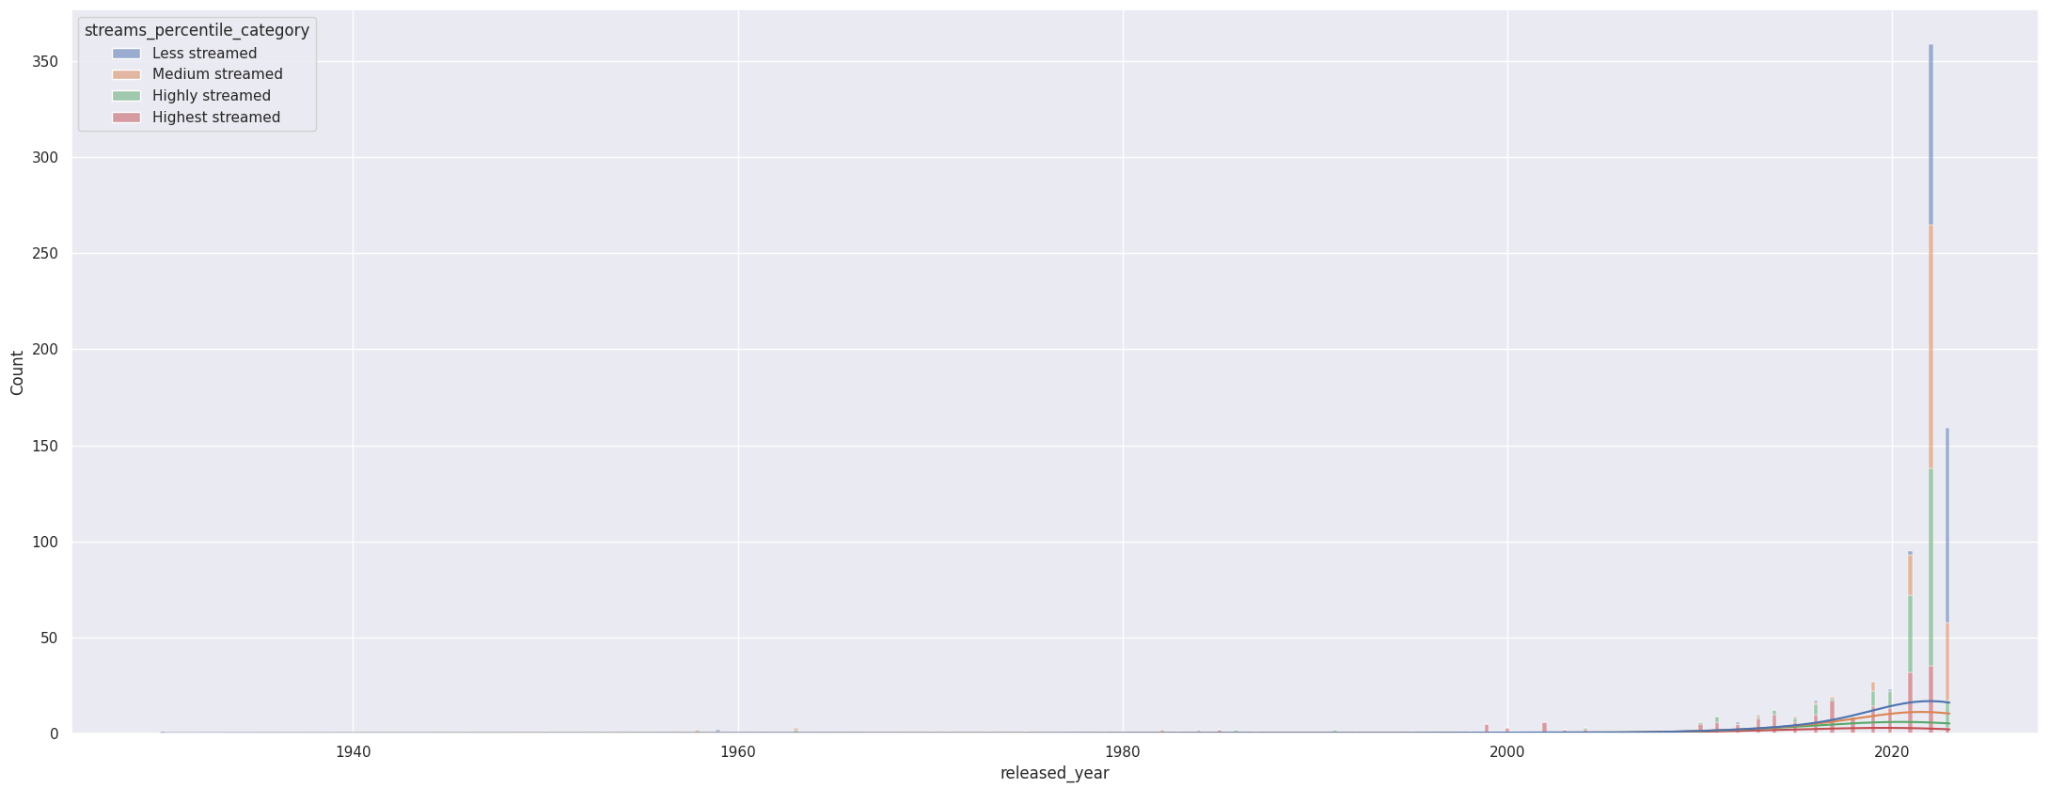 streams_percentile_category
Less streamed
Medium streamed
Highly streamed
Highest streamed
350
300
250
200
150
100
50
0
Count
1940
1960
1980
2000
2020
released_year